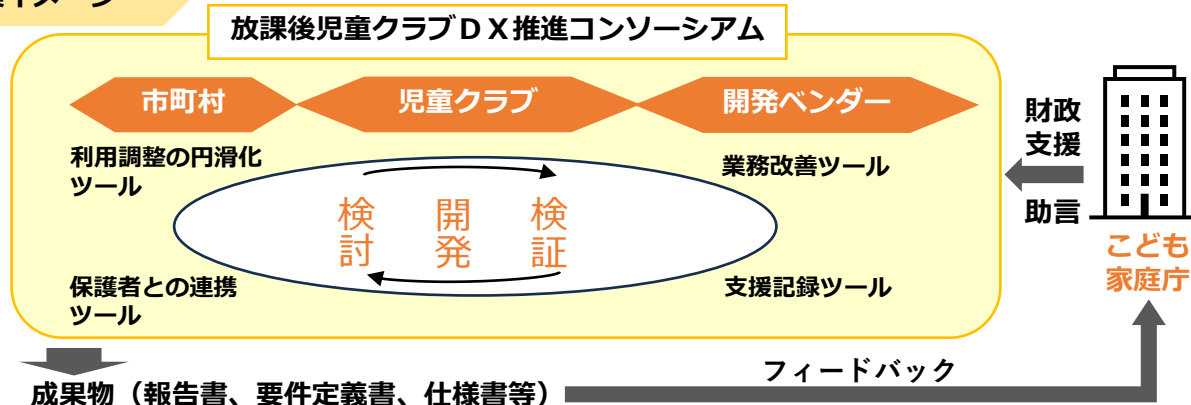 イメージ
放課後児童クラブＤＸ推進コンソーシアム
市町村
児童クラブ
開発ベンダー
利用調整の円滑化
ツール
業務改善ツール
検討
開発
検証
保護者との連携
ツール
支援記録ツール
財政
支援
助言
こども
家庭庁
成果物（報告書、要件定義書、仕様書等）
フィードバック